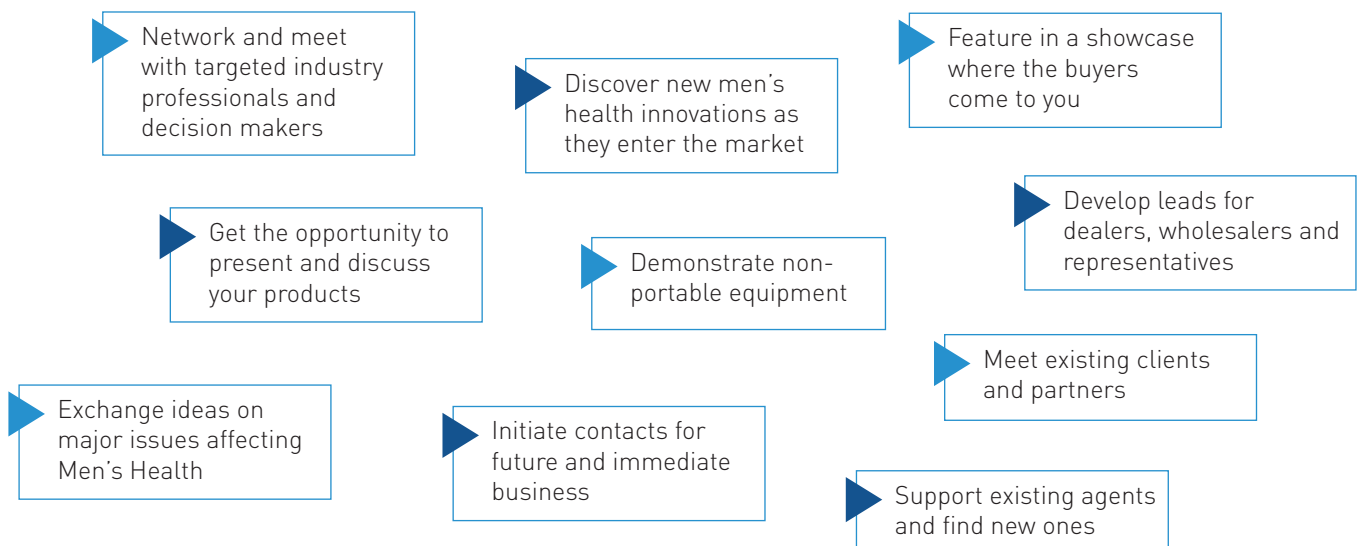 Network and meet
with targeted industry
professionals and
decision makers
Discover new men’s
health innovations as
they enter the market
Feature in a showcase
where the buyers
come to you
Get the opportunity to
present and discuss
your products
Demonstrate non-
portable equipment
Develop leads for
dealers, wholesalers and
representatives
Meet existing clients
and partners
Exchange ideas on
major issues affecting
Men’s Health
Initiate contacts for
future and immediate
business
Support existing agents
and find new ones